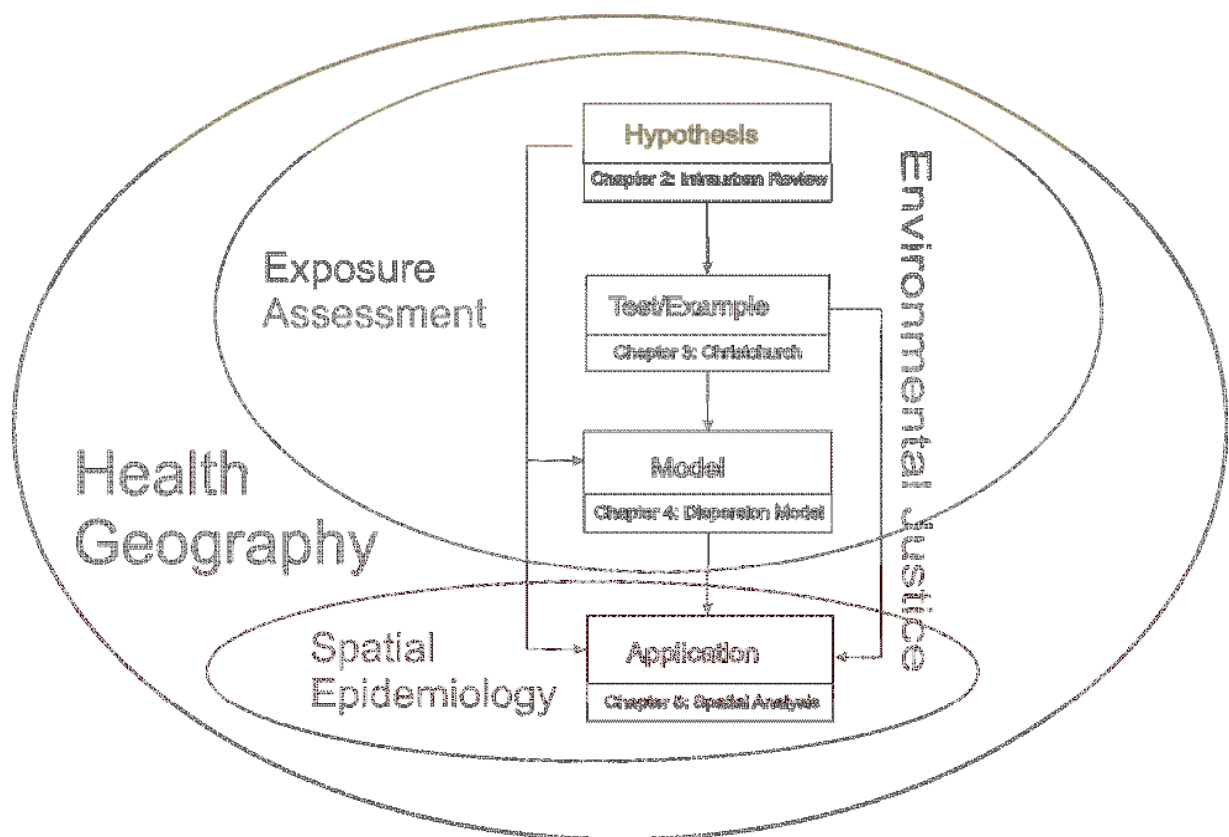 Hypothesis
Chapter 2: Intraurban Review
Exposure
Assessment
Environmental Justice
Test/Example
Chapter 3: Christchurch
Health
Geography
Model
Chapter 4: Dispersion Model
Spatial
Epidemiology
Application
Chapter 5: Spatial Analysis